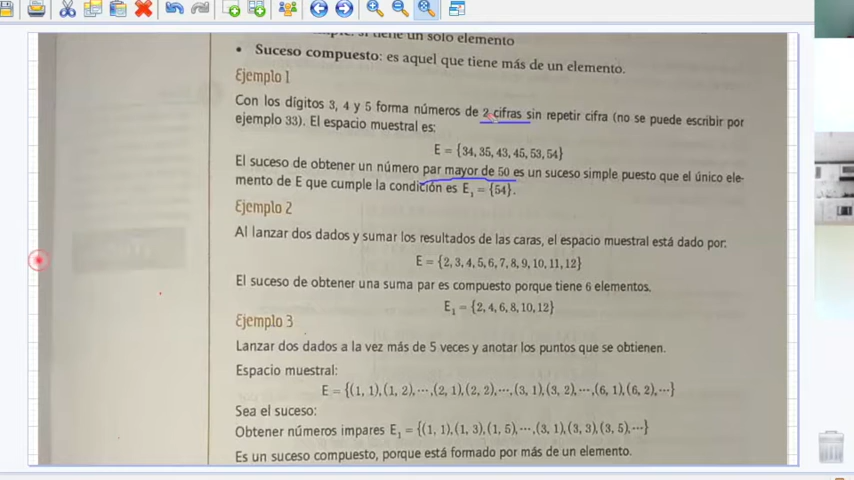 un solo elemento
• Suceso compuesto: es aquel que tiene más de un elemento.
Ejemplo 1
Con los dígitos 3, 4 y 5 forma números de 2 cifras sin repetir cifra (no se puede escribir por
ejemplo 33). El espacio muestral es:
E = {34, 35, 43, 45, 53, 54}
El suceso de obtener un número par mayor de 50 es un suceso simple puesto que el único ele-
mento de E que cumple la condición es E₁ = {54}.
Ejemplo 2
Al lanzar dos dados y sumar los resultados de las caras, el espacio muestral está dado por:
E = {2, 3, 4, 5, 6, 7, 8, 9, 10, 11, 12}
El suceso de obtener una suma par es compuesto porque tiene 6 elementos.
E₁ = {2, 4, 6, 8, 10, 12}
Ejemplo 3
Lanzar dos dados a la vez más de 5 veces y anotar los puntos que se obtienen.
Espacio muestral:
E = {(1, 1),(1, 2),⋯,(2, 1),(2, 2),⋯,(3, 1),(3, 2),⋯,(6, 1),(6, 2),⋯}
Sea el suceso:
Obtener números impares E₁ = {(1, 1),(1, 3),(1, 5),⋯,(3, 1),(3, 3),(3, 5),⋯}
Es un suceso compuesto, porque está formado por más de un elemento.